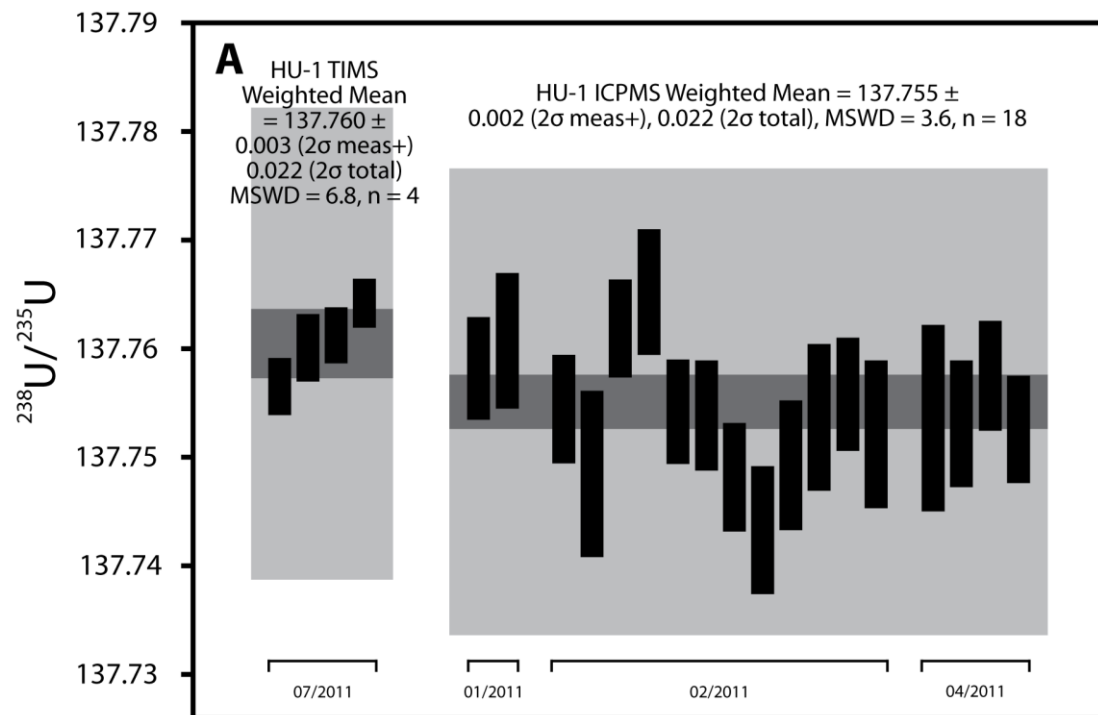 137.79
137.78
137.77
137.76
137.75
137.74
137.73
238U/235U
A
HU-1 TIMS
Weighted Mean
= 137.760 ±
0.003 (2σ meas+)
0.022 (2σ total)
MSWD = 6.8, n = 4
HU-1 ICPMS Weighted Mean = 137.755 ±
0.002 (2σ meas+), 0.022 (2σ total), MSWD = 3.6, n = 18
07/2011
01/2011
02/2011
04/2011